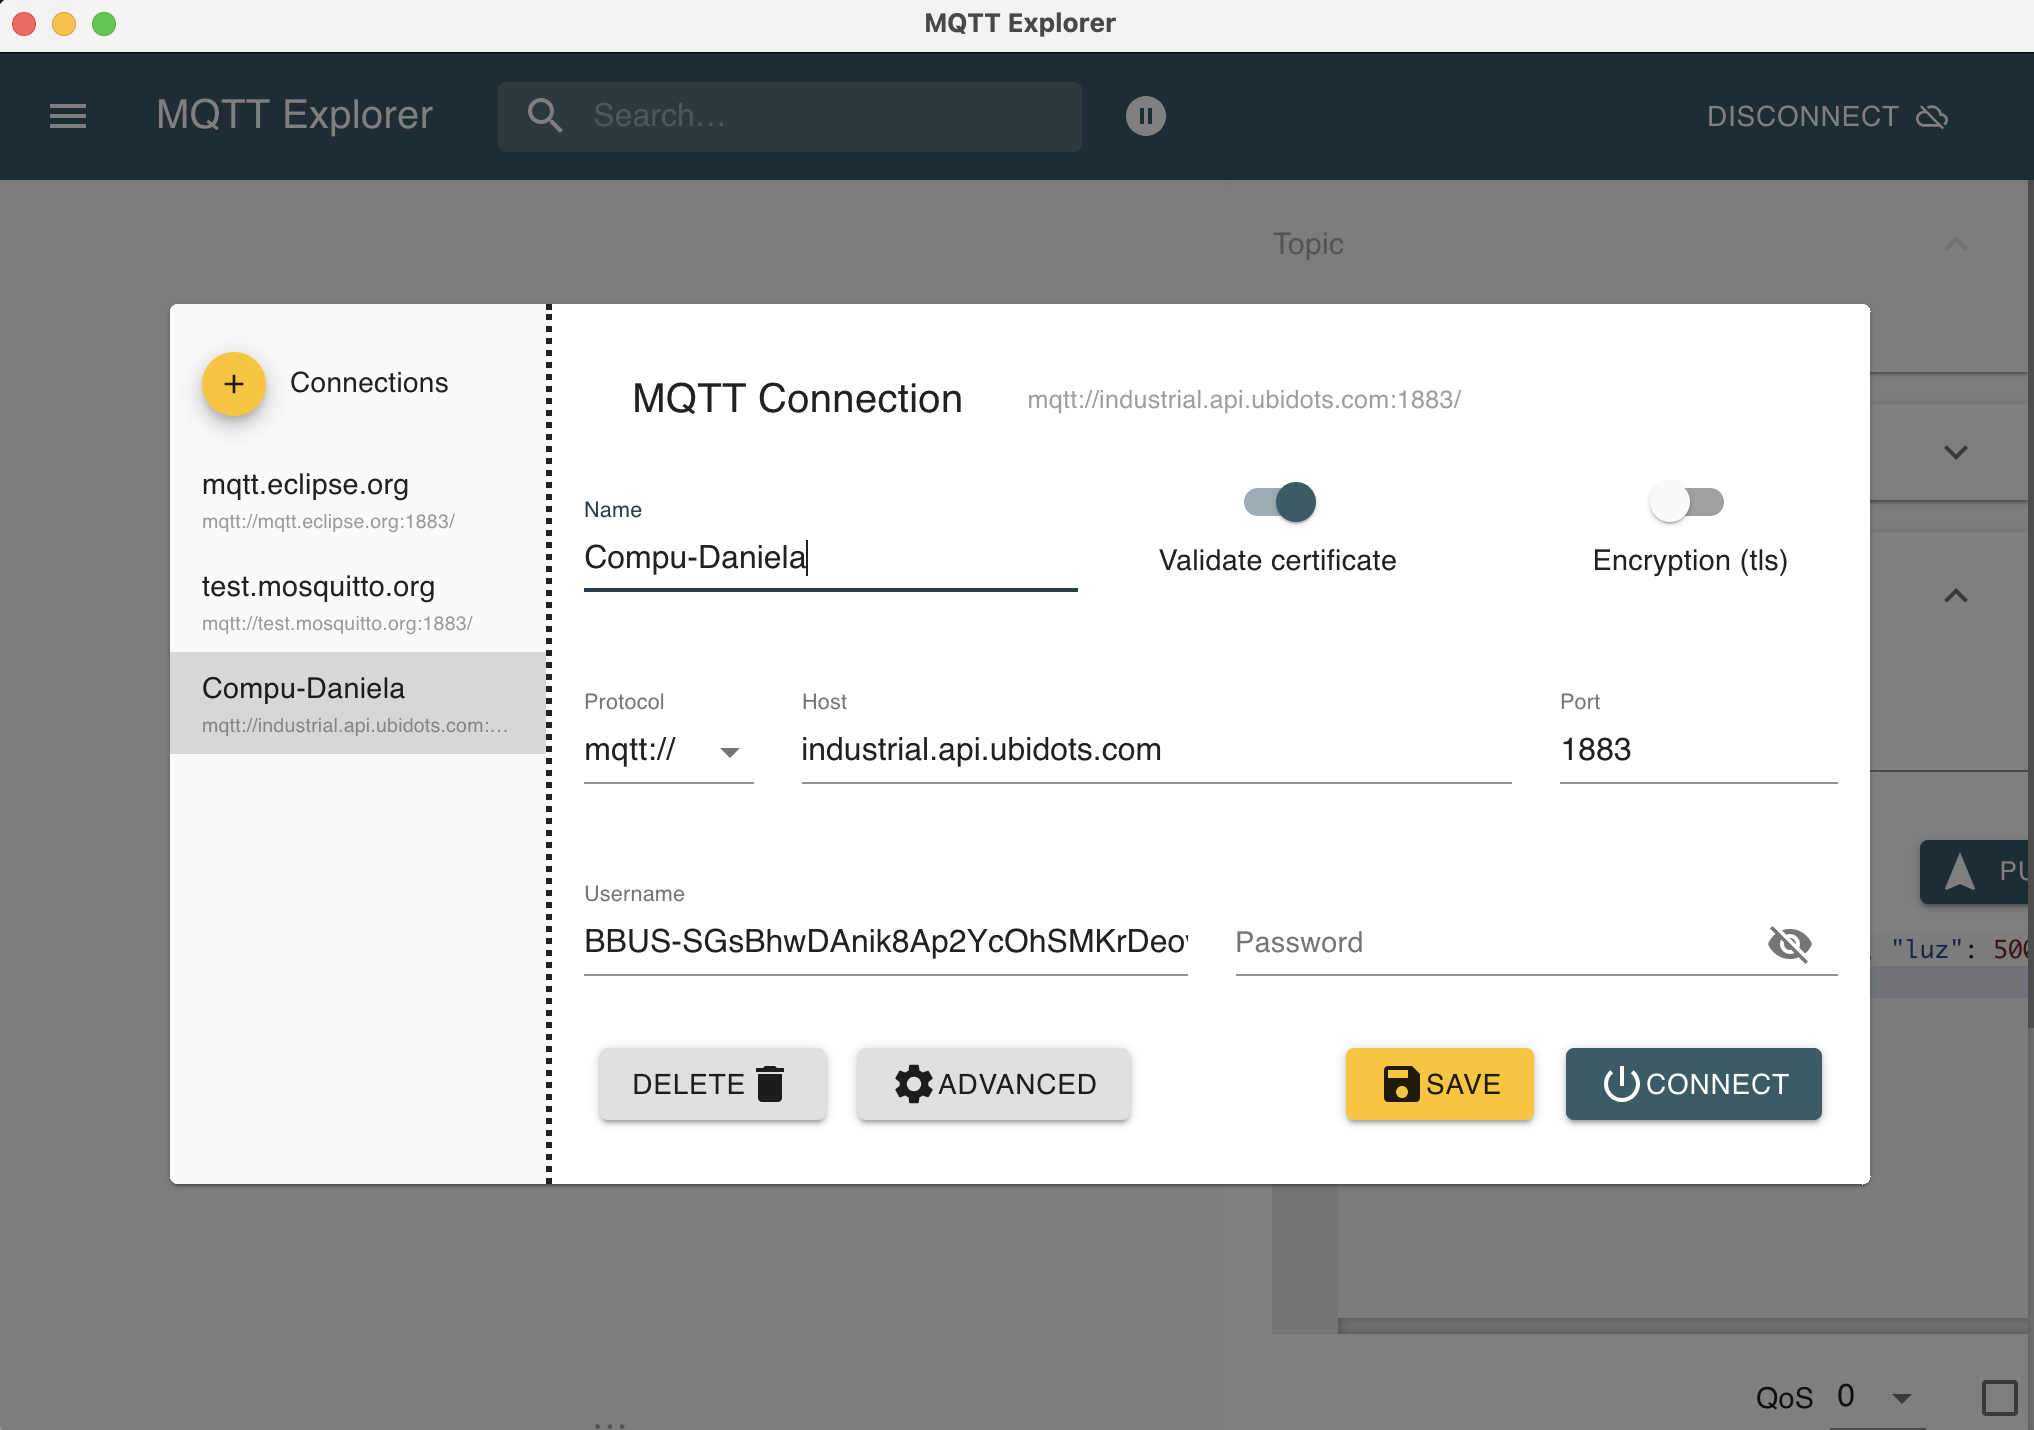 MQTT Explorer
MQTT Explorer
Search...
DISCONNECT
Topic
Connections
mqtt.eclipse.org
mqtt://mqtt.eclipse.org:1883/
test.mosquitto.org
mqtt://test.mosquitto.org:1883/
Compu-Daniela
mqtt://industrial.api.ubidots.com:...
MQTT Connection
mqtt://industrial.api.ubidots.com:1883/
Name
Compu-Daniela
Validate certificate
Encryption (tls)
Protocol
Host
Port
mqtt://
industrial.api.ubidots.com
1883
Username
BBUS-SGsBhwDAnik8Ap2YcOhSMKrDeo
Password
DELETE
ADVANCED
SAVE
CONNECT
PU
"luz": 500
QoS 0